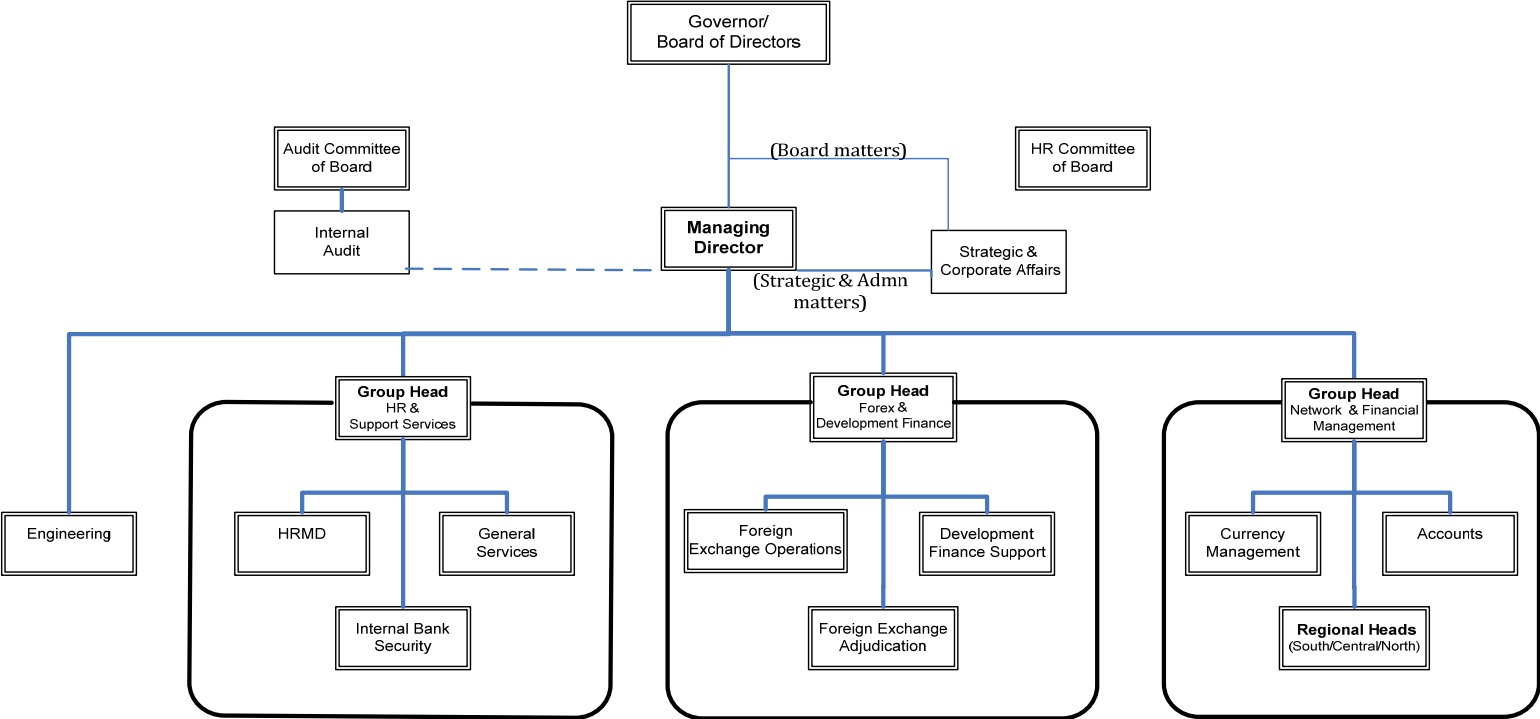 Governor/
Board of Directors
Audit Committee
of Board
(Board matters)
HR Committee
of Board
Internal
Audit
Managing
Director
Strategic &
Corporate Affairs
(Strategic & Admn
matters)
Group Head
HR &
Support Services
Group Head
Forex &
Development Finance
Group Head
Network & Financial
Management
Engineering
HRMD
General
Services
Foreign
Exchange Operations
Development
Finance Support
Currency
Management
Accounts
Internal Bank
Security
Foreign Exchange
Adjudication
Regional Heads
(South/Central/North)